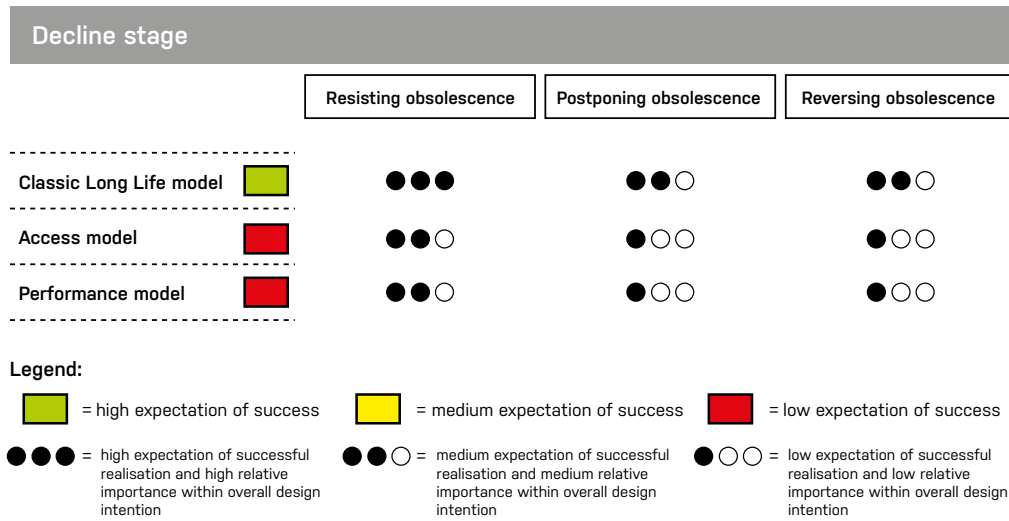 Decline stage
Resisting obsolescence
Postponing obsolescence
Reversing obsolescence
Classic Long Life model
Access model
Performance model
Legend:
= high expectation of success
= medium expectation of success
= low expectation of success
= high expectation of successful
realisation and high relative
importance within overall design
intention
= medium expectation of successful
realisation and medium relative
importance within overall design
intention
= low expectation of successful
realisation and low relative
importance within overall design
intention